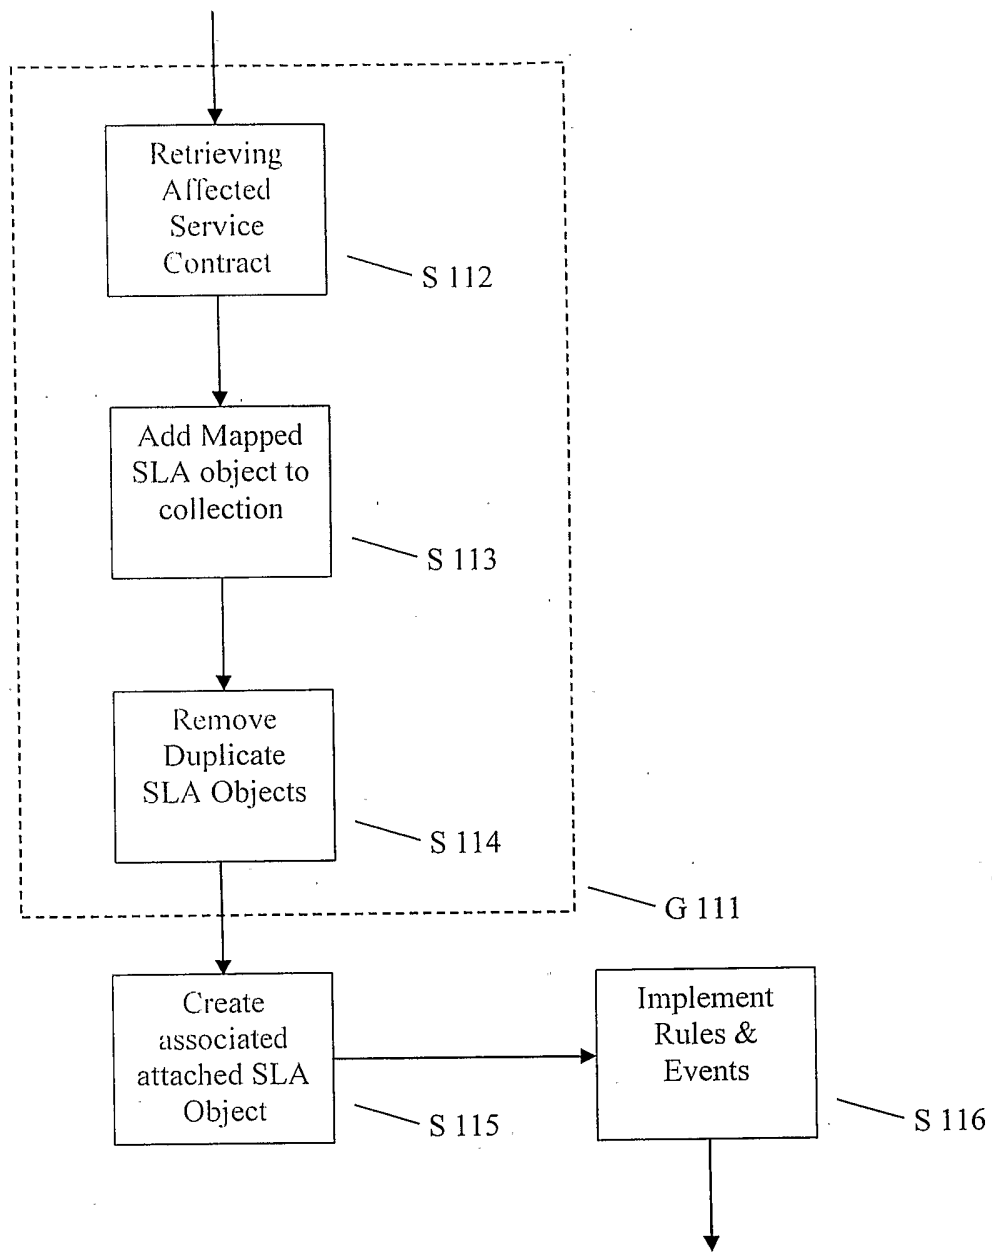 Retrieving
Affected
Service
Contract
S 112
Add Mapped
SLA object to
collection
S 113
Remove
Duplicate
SLA Objects
S 114
G 111
Create
associated
attached SLA
Object
S 115
Implement
Rules &
Events
S 116